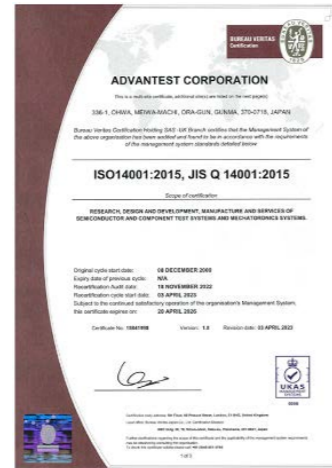 BUREAU VERITAS
Certification
ADVANTEST CORPORATION
This is a multi-site certificate, additional site(s) are listed on the next page(s)
336-1, OHWA, MEIWA-MACHI, ORA-GUN, GUNMA, 370-0718, JAPAN
Bureau Veritas Certification Holding SAS - UK Branch certifies that the Management System of
the above organisation has been audited and found to be in accordance with the requirements
of the management system standards detailed below
ISO14001:2015, JIS Q 14001:2015
Scope of certification
RESEARCH, DESIGN AND DEVELOPMENT, MANUFACTURE AND SERVICES OF
SEMICONDUCTOR AND COMPONENT TEST SYSTEMS AND MECHATRONICS SYSTEMS.
Original cycle start date: 08 DECEMBER 2000
Expiry date of previous cycle: N/A
Recertification Audit date: 18 NOVEMBER 2022
Recertification cycle start date: 03 APRIL 2023
Subject to the continued satisfactory operation of the organisation's Management System,
this certificate expires on: 20 APRIL 2026
Certificate No. Version: 1.0 Revision date: 03 APRIL 2023
UKAS
MANAGEMENT
SYSTEMS
0008
1 of 3